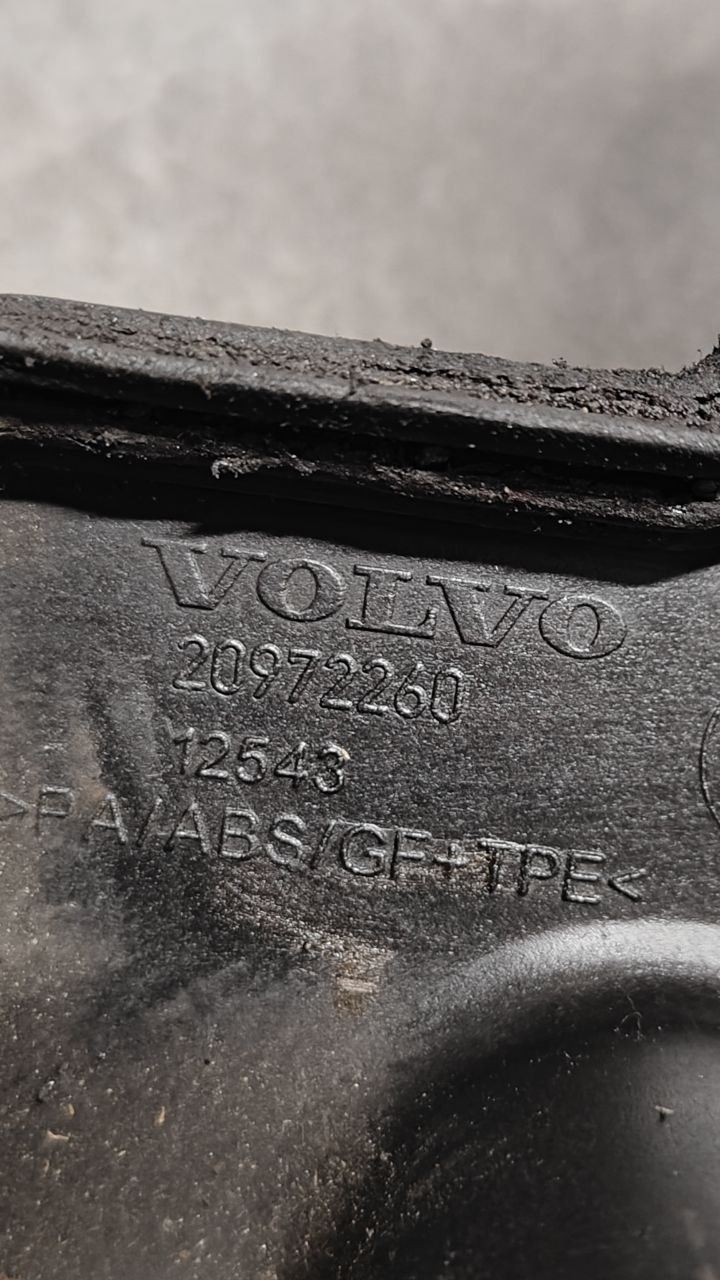 VOLVO
20972260
12543
>PA/ABS/GF+TPE<